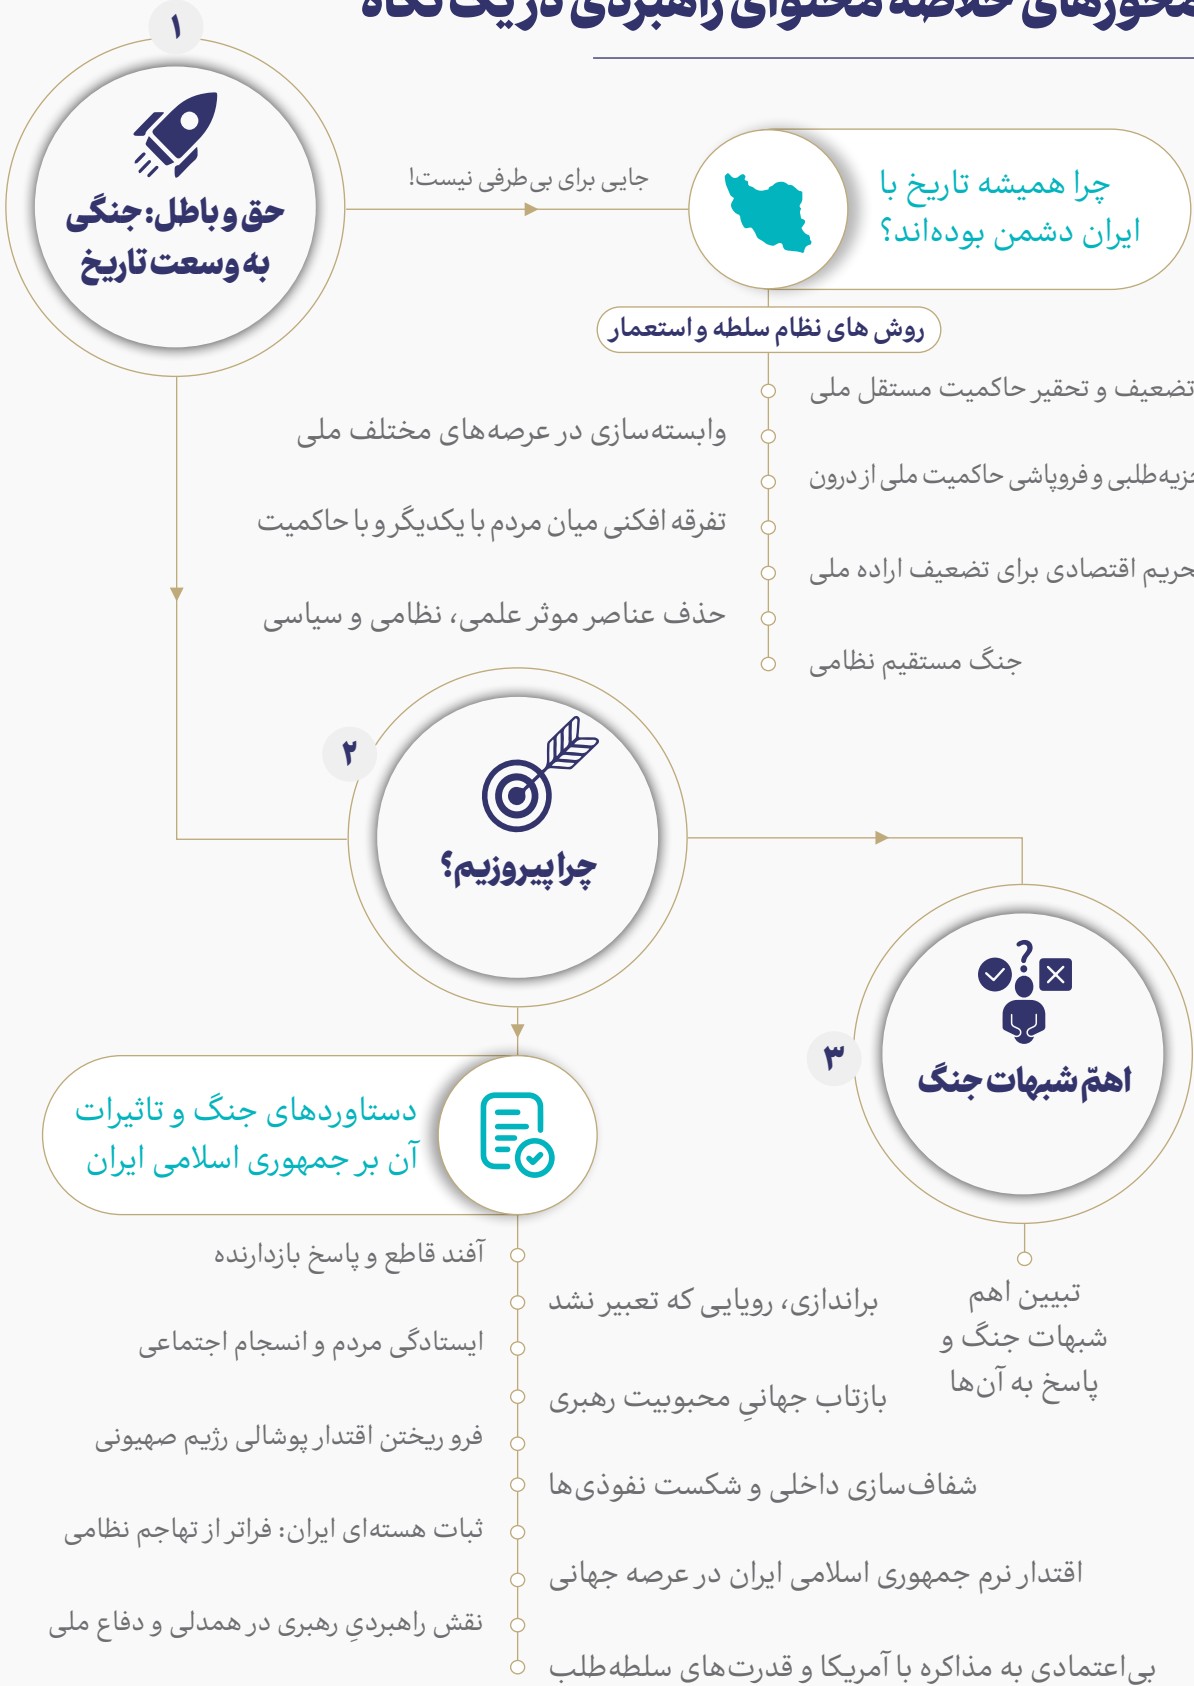 محورهای خلاصه محتوای راهبردی در یک نگاه
۱
حق و باطل: جنگی
به وسعت تاریخ
جایی برای بی‌طرفی نیست!
چرا همیشه تاریخ با
ایران دشمن بوده‌اند؟
روش های نظام سلطه و استعمار
تضعیف و تحقیر حاکمیت مستقل ملی
وابسته‌سازی در عرصه‌های مختلف ملی
و فروپاشی حاکمیت ملی از درون
تفرقه افکنی میان مردم با یکدیگر و با حاکمیت
اقتصادی برای تضعیف اراده ملی
حذف عناصر موثر علمی، نظامی و سیاسی
جنگ مستقیم نظامی
۲
چرا پیروزیم؟
۳
اهمّ شبهات جنگ
تبیین اهم
شبهات جنگ و
پاسخ به آن‌ها
دستاوردهای جنگ و تاثیرات
آن بر جمهوری اسلامی ایران
آفند قاطع و پاسخ بازدارنده
براندازی، رویایی که تعبیر نشد
ایستادگی مردم و انسجام اجتماعی
بازتاب جهانیِ محبوبیت رهبری
فرو ریختن اقتدار پوشالی رژیم صهیونی
شفاف‌سازی داخلی و شکست نفوذی‌ها
ثبات هسته‌ای ایران: فراتر از تهاجم نظامی
اقتدار نرم جمهوری اسلامی ایران در عرصه جهانی
نقش راهبردیِ رهبری در همدلی و دفاع ملی
بی‌اعتمادی به مذاکره با آمریکا و قدرت‌های سلطه‌طلب